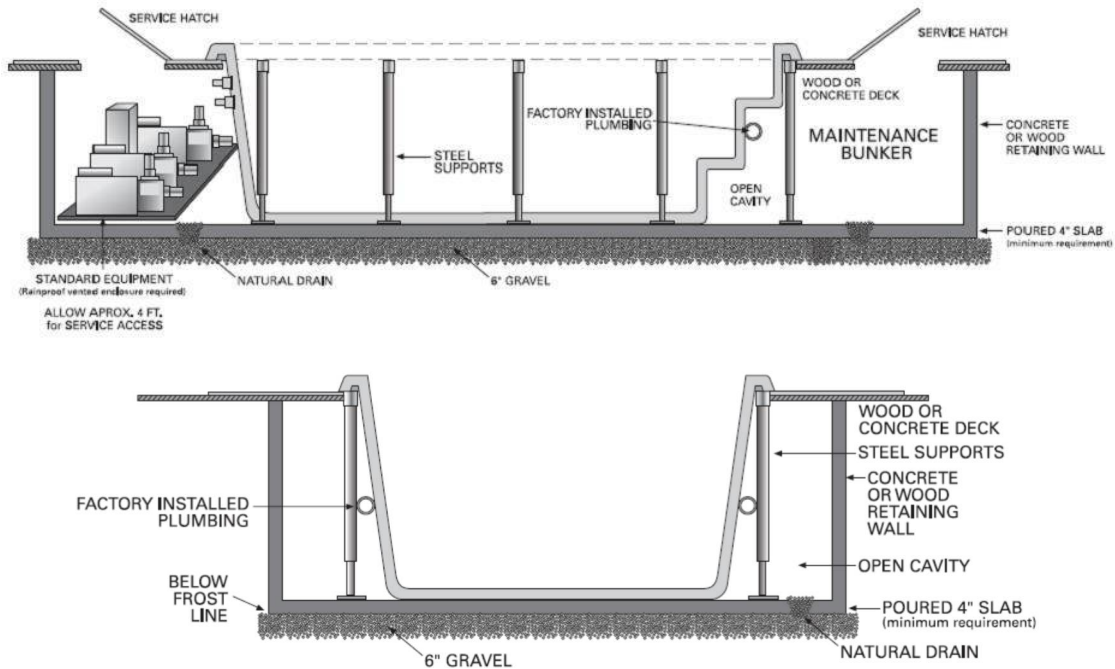 SERVICE HATCH
SERVICE HATCH
WOOD OR
CONCRETE DECK
FACTORY INSTALLED
PLUMBING
MAINTENANCE
BUNKER
CONCRETE
OR WOOD
RETAINING WALL
STEEL
SUPPORTS
OPEN
CAVITY
POURED 4" SLAB
(minimum requirement)
STANDARD EQUIPMENT
(Rainproof vented enclosure required)
NATURAL DRAIN
6" GRAVEL
ALLOW APROX. 4 FT.
for SERVICE ACCESS
WOOD OR
CONCRETE DECK
STEEL SUPPORTS
FACTORY INSTALLED
PLUMBING
CONCRETE
OR WOOD
RETAINING
WALL
OPEN CAVITY
BELOW
FROST
LINE
POURED 4" SLAB
(minimum requirement)
NATURAL DRAIN
6" GRAVEL